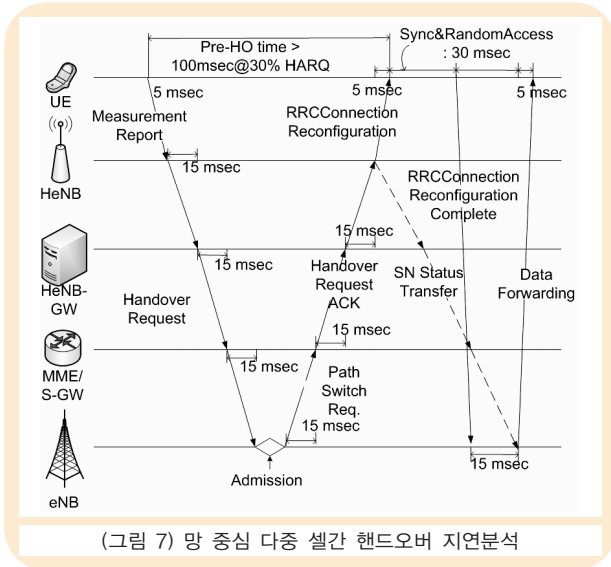 Sync&RandomAccess
: 30 msec
Pre-HO time >
100msec@30% HARQ
UE
5 msec
5 msec
Measurement
Report
RRCConnection
Reconfiguration
15 msec
HeNB
RRCConnection
Reconfiguration
Complete
15 msec
15 msec
HeNB-
GW
Handover
Request
Handover
Request
ACK
SN Status
Transfer
Data
Forwarding
15 msec
MME/
S-GW
15 msec
Path
Switch
Req.
15 msec
15 msec
Admission
eNB
(그림 7) 망 중심 다중 셀간 핸드오버 지연분석